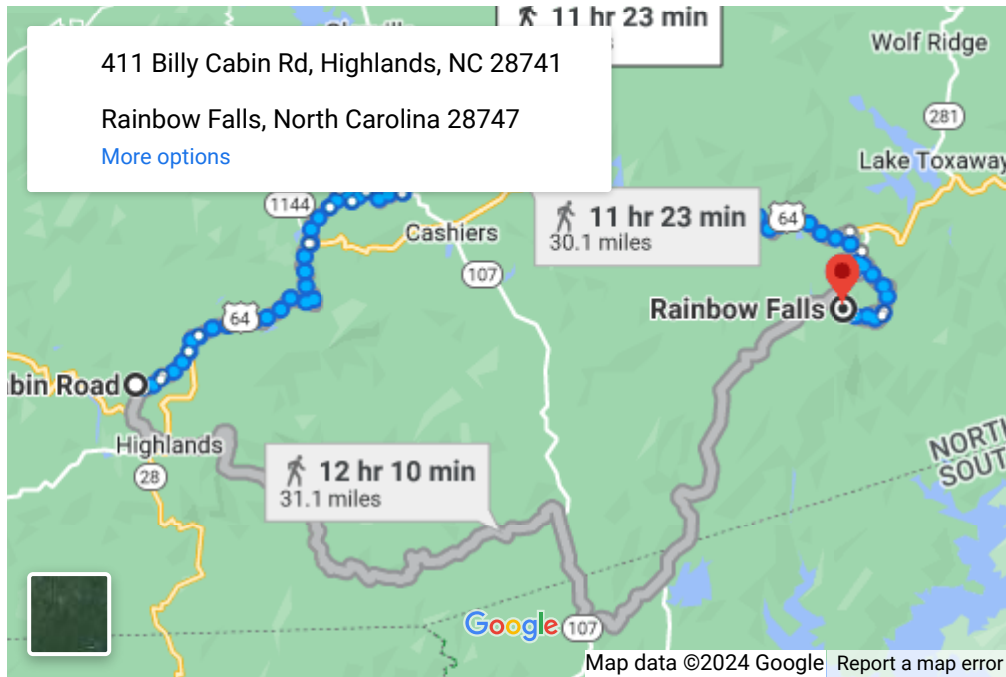 11 hr 23 min
411 Billy Cabin Rd, Highlands, NC 28741
Rainbow Falls, North Carolina 28747
More options
Wolf Ridge
281
Lake Toxaway
1144
Cashiers
107
11 hr 23 min
30.1 miles
64
64
Rainbow Falls
bin Road
Highlands
28
12 hr 10 min
31.1 miles
NORTH
SOUT
Google
107
Map data ©2024 Google
Report a map error